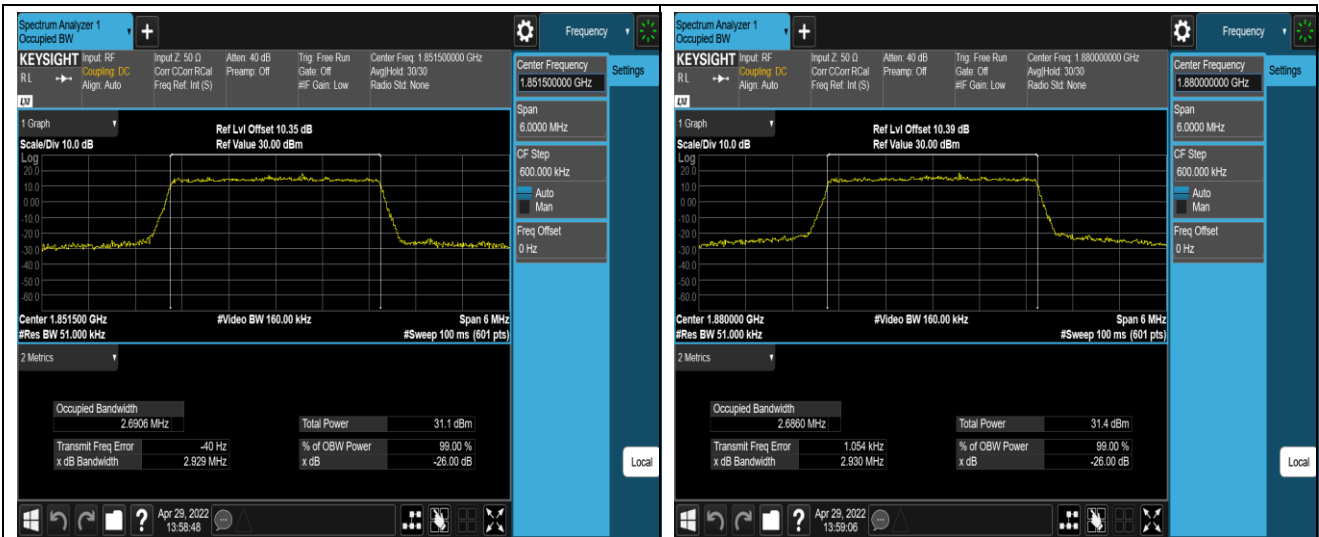 Spectrum Analyzer 1
Occupied BW
+
Frequency
KEYSIGHT Input: RF Input Z: 50 Ω Atten: 40 dB Trig: Free Run Center Freq: 1.851500000 GHz
R L Coupling: DC Corr CCorr RCal Preamp: Off Gate: Off Avg|Hold: 30/30
Align: Auto Freq Ref: Int (S) #IF Gain: Low Radio Std: None
LXI
Center Frequency
1.851500000 GHz
Settings
Span
6.0000 MHz
CF Step
600.000 kHz
Auto
Man
Freq Offset
0 Hz
Local
1 Graph
Ref Lvl Offset 10.35 dB
Scale/Div 10.0 dB Ref Value 30.00 dBm
Log
20.0
10.0
0.00
-10.0
-20.0
-30.0
-40.0
-50.0
-60.0
Center 1.851500 GHz #Video BW 160.00 kHz Span 6 MHz
#Res BW 51.000 kHz #Sweep 100 ms (601 pts)
2 Metrics
Occupied Bandwidth
2.6906 MHz Total Power 31.1 dBm
Transmit Freq Error -40 Hz % of OBW Power 99.00 %
x dB Bandwidth 2.929 MHz x dB -26.00 dB
? Apr 29, 2022
13:58:48
Spectrum Analyzer 1
Occupied BW
+
Frequency
KEYSIGHT Input: RF Input Z: 50 Ω Atten: 40 dB Trig: Free Run Center Freq: 1.880000000 GHz
R L Coupling: DC Corr CCorr RCal Preamp: Off Gate: Off Avg|Hold: 30/30
Align: Auto Freq Ref: Int (S) #IF Gain: Low Radio Std: None
LXI
Center Frequency
1.880000000 GHz
Settings
Span
6.0000 MHz
CF Step
600.000 kHz
Auto
Man
Freq Offset
0 Hz
Local
1 Graph
Ref Lvl Offset 10.39 dB
Scale/Div 10.0 dB Ref Value 30.00 dBm
Log
20.0
10.0
0.00
-10.0
-20.0
-30.0
-40.0
-50.0
-60.0
Center 1.880000 GHz #Video BW 160.00 kHz Span 6 MHz
#Res BW 51.000 kHz #Sweep 100 ms (601 pts)
2 Metrics
Occupied Bandwidth
2.6860 MHz Total Power 31.4 dBm
Transmit Freq Error 1.054 kHz % of OBW Power 99.00 %
x dB Bandwidth 2.930 MHz x dB -26.00 dB
? Apr 29, 2022
13:59:06